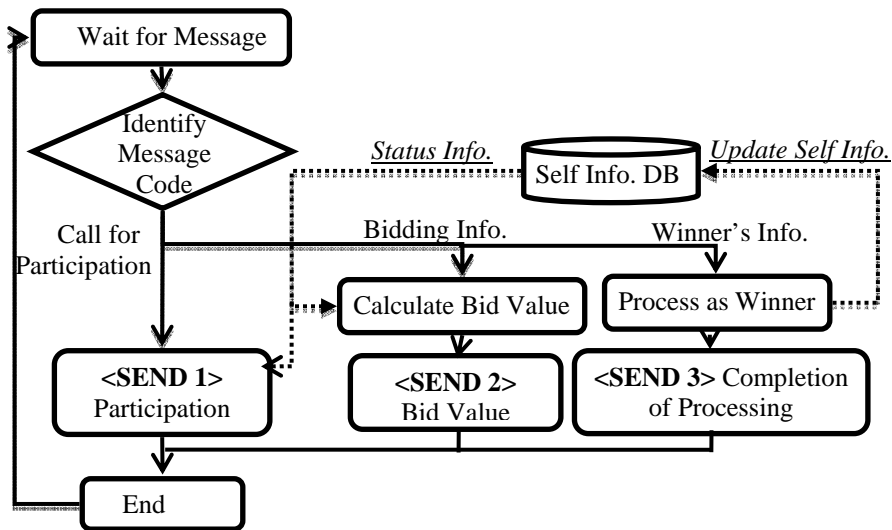 Wait for Message
Identify
Message
Code
Status Info.
Self Info. DB
Update Self Info.
Call for
Participation
Bidding Info.
Winner's Info.
Calculate Bid Value
Process as Winner
<SEND 1>
Participation
<SEND 2>
Bid Value
<SEND 3> Completion
of Processing
End